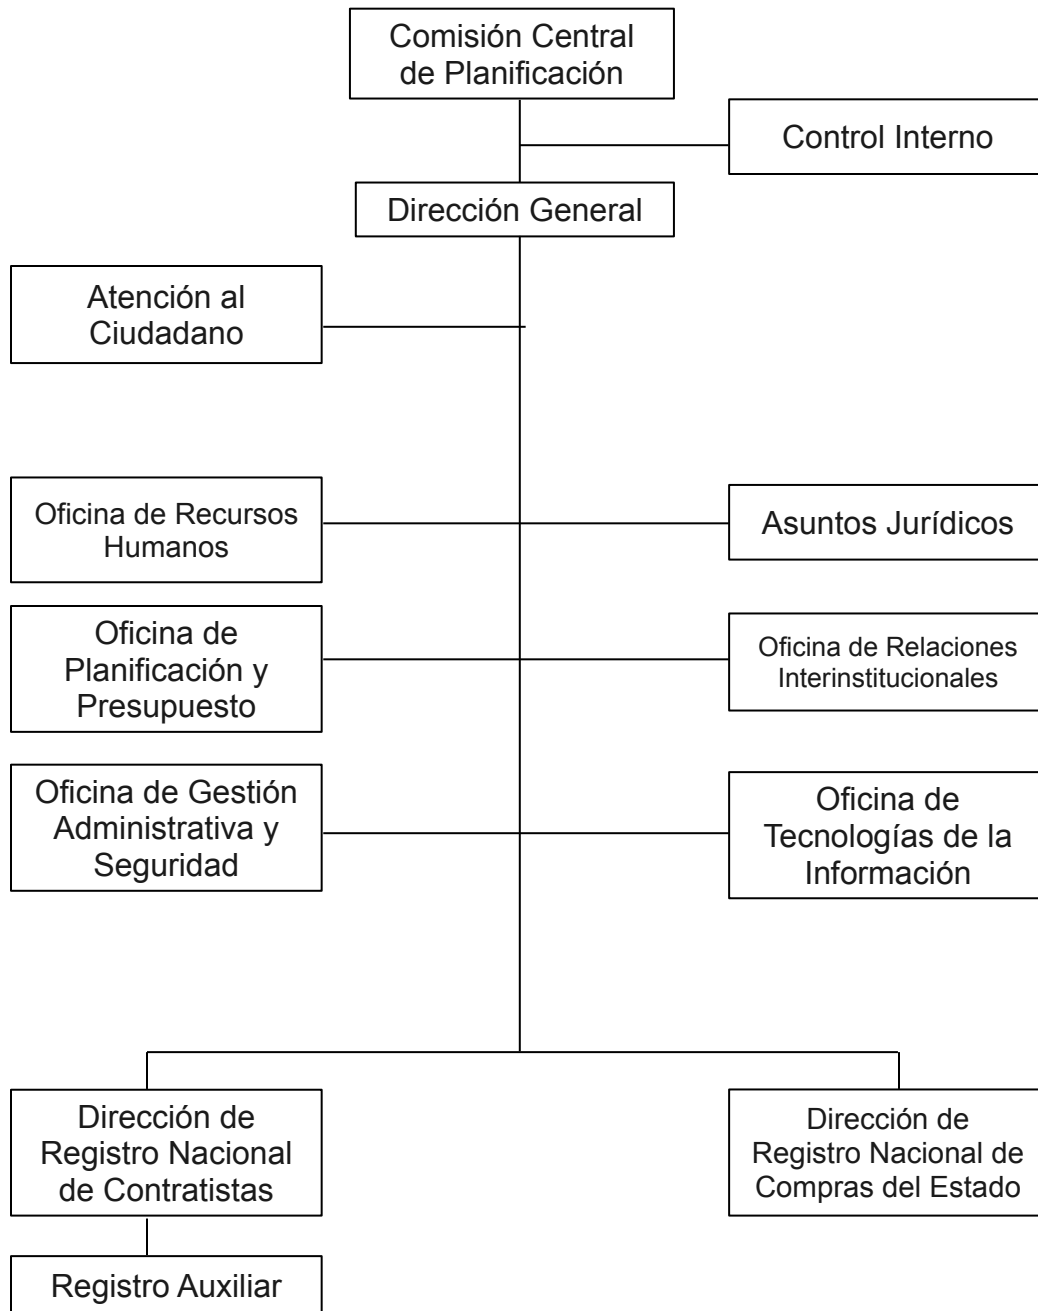 Comisión Central
de Planificación
Control Interno
Dirección General
Atención al
Ciudadano
Oficina de Recursos
Humanos
Asuntos Jurídicos
Oficina de
Planificación y
Presupuesto
Oficina de Relaciones
Interinstitucionales
Oficina de Gestión
Administrativa y
Seguridad
Oficina de
Tecnologías de la
Información
Dirección de
Registro Nacional
de Contratistas
Dirección de
Registro Nacional de
Compras del Estado
Registro Auxiliar